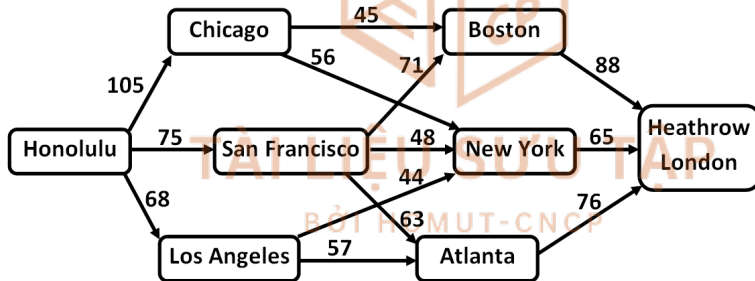 45
Chicago
Boston
56
71
88
105
Honolulu
75
San Francisco
48
New York
65
Heathrow
London
TÀI LIỆU SƯU TẬP
68
44
63
76
BỞI HCMUT-CNCP
Los Angeles
57
Atlanta